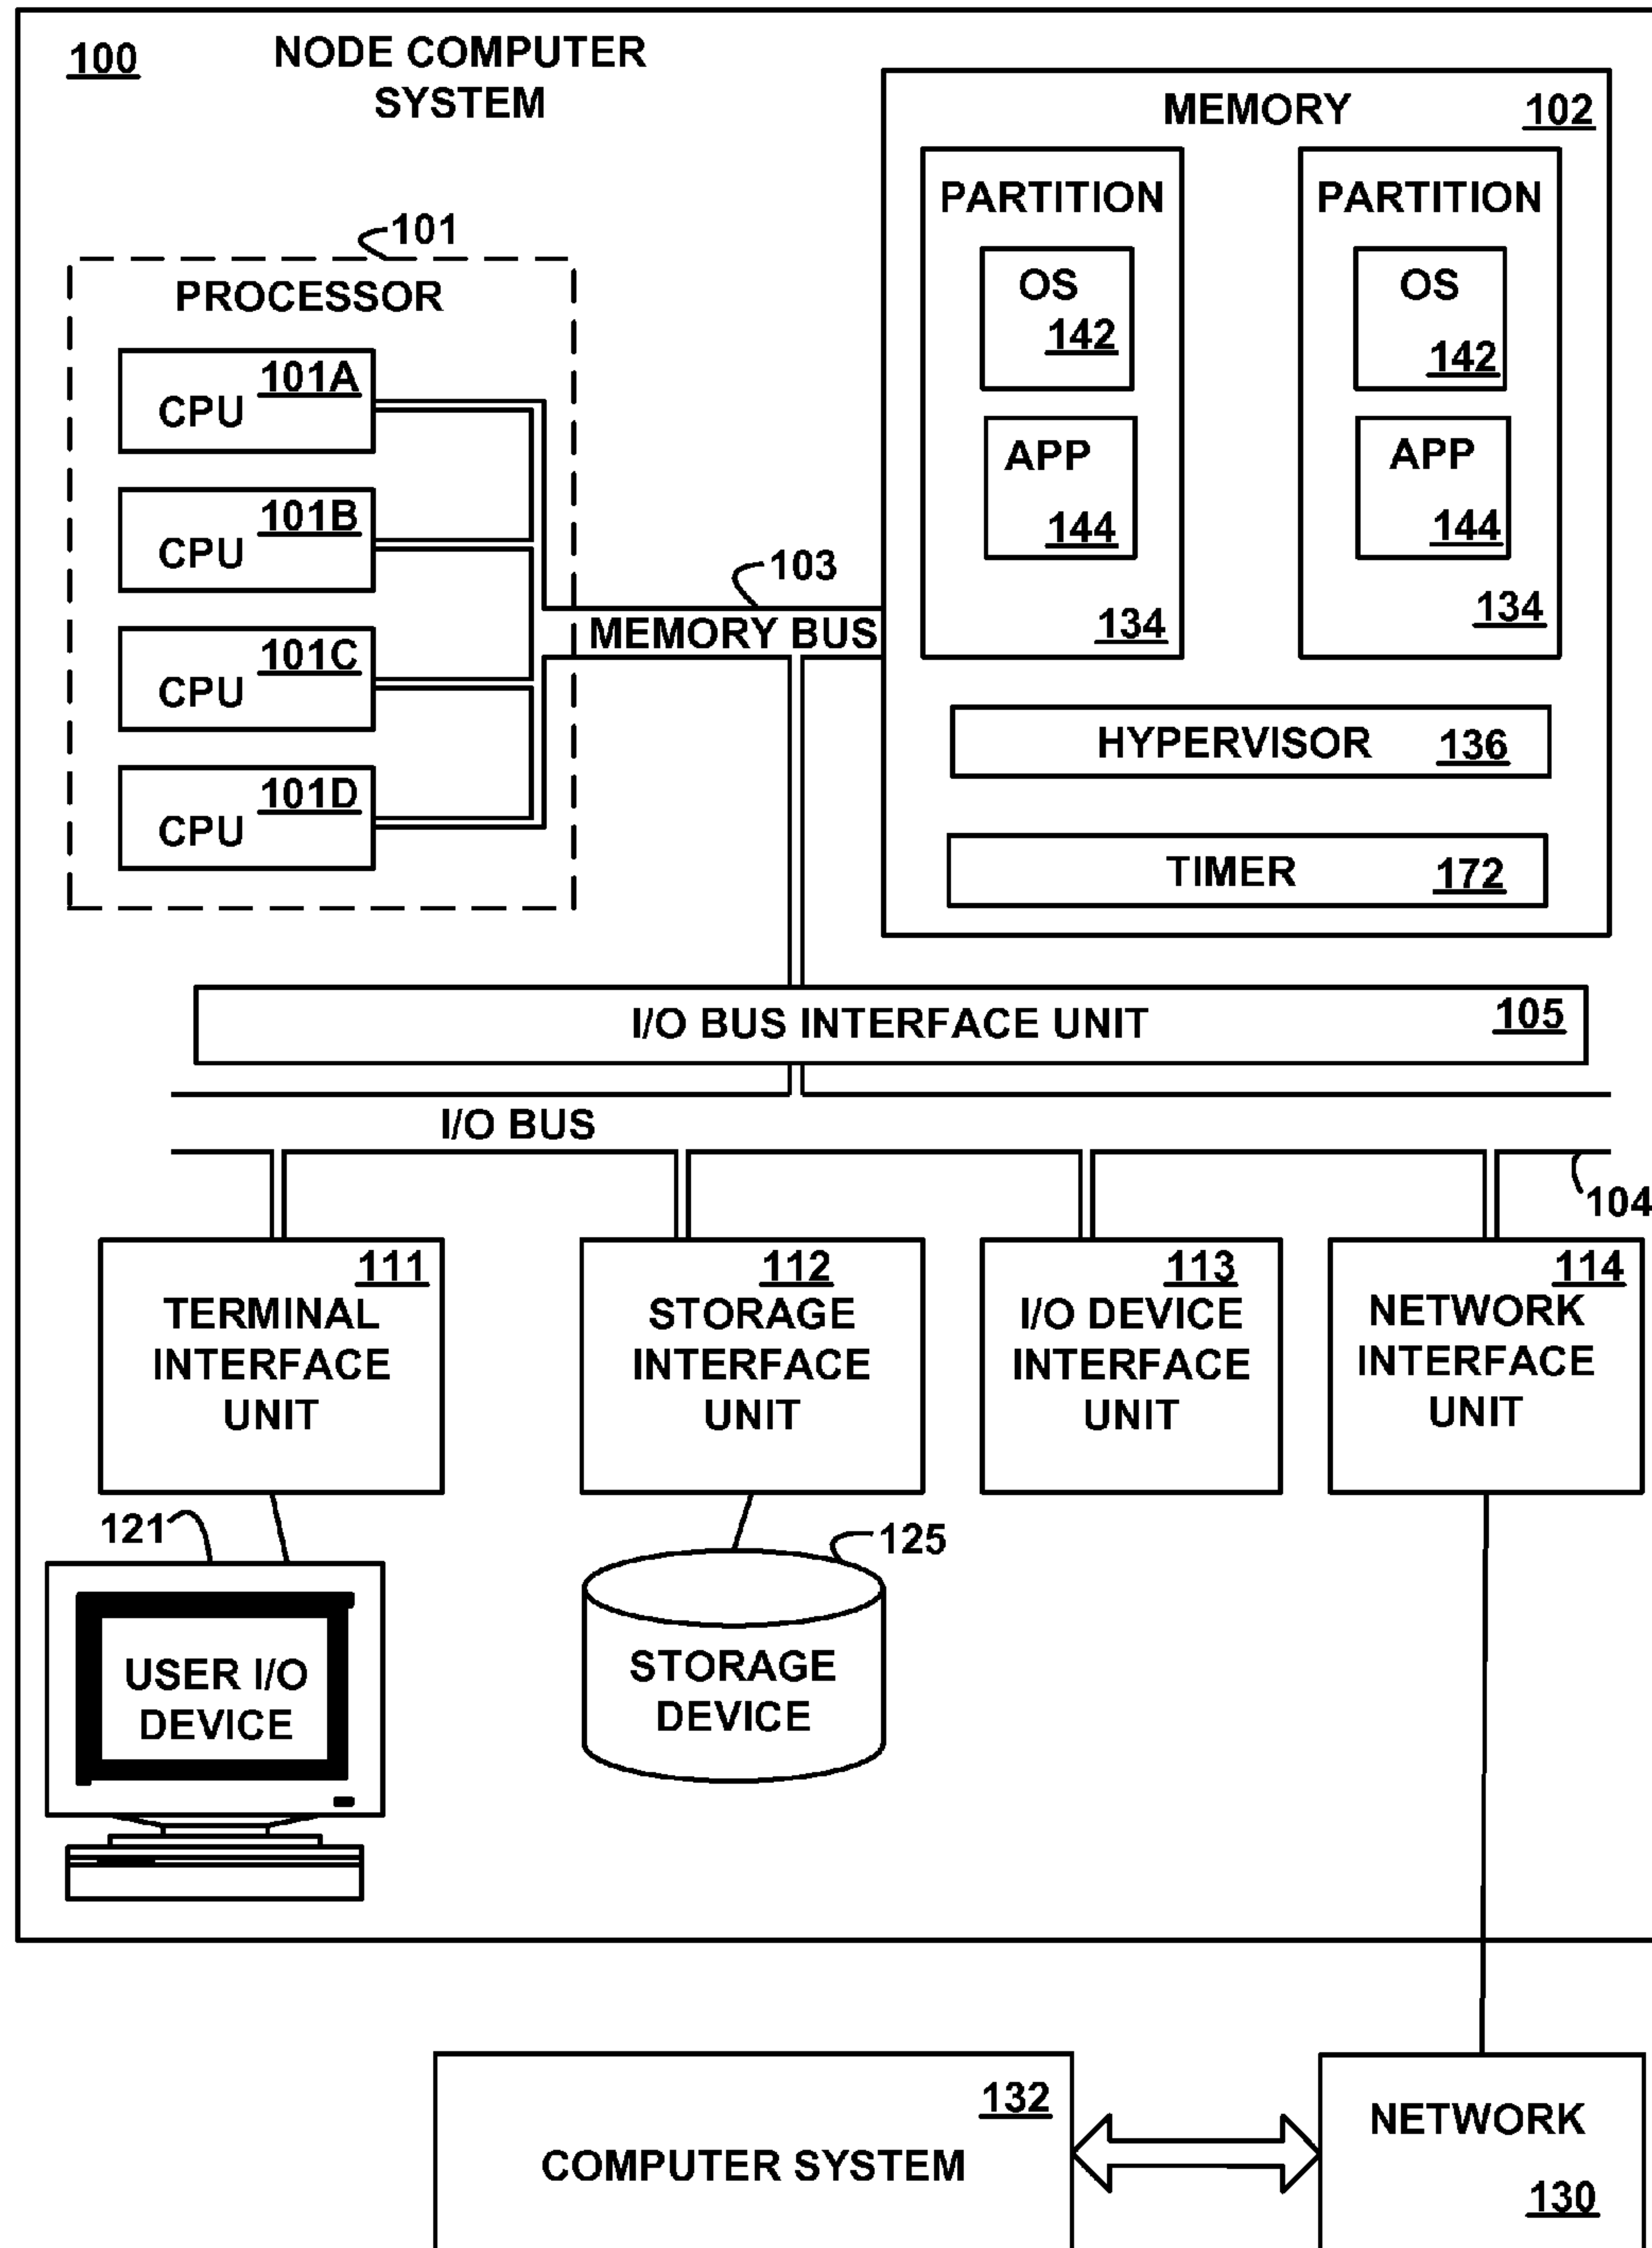 100
NODE COMPUTER
SYSTEM
MEMORY 102
PARTITION
OS
142
APP
144
134
PARTITION
OS
142
APP
144
134
HYPERVISOR 136
TIMER 172
101
PROCESSOR
101A
CPU
101B
CPU
101C
CPU
101D
CPU
103
MEMORY BUS
I/O BUS INTERFACE UNIT 105
I/O BUS
104
111
TERMINAL
INTERFACE
UNIT
112
STORAGE
INTERFACE
UNIT
113
I/O DEVICE
INTERFACE
UNIT
114
NETWORK
INTERFACE
UNIT
121
USER I/O
DEVICE
125
STORAGE
DEVICE
132
COMPUTER SYSTEM
NETWORK
130